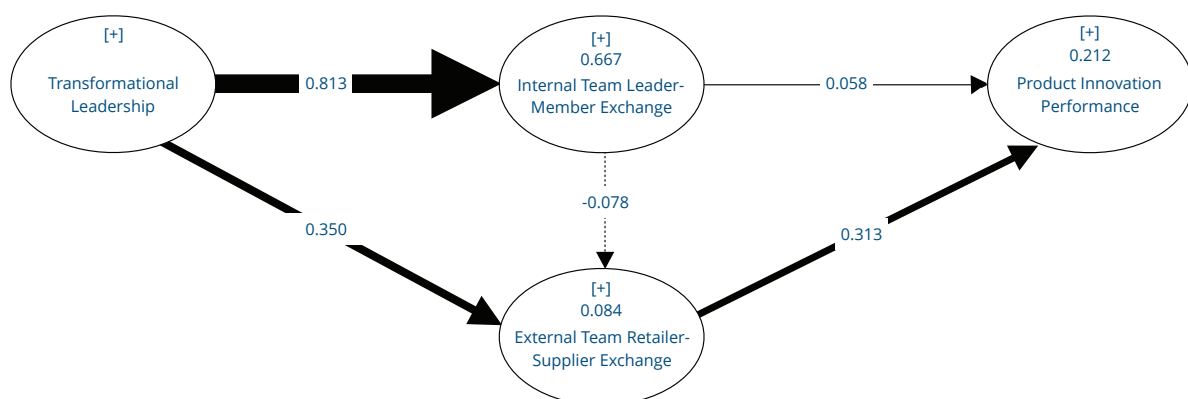 [+]
Transformational
Leadership
0.813
[+]
0.667
Internal Team Leader-
Member Exchange
0.058
[+]
0.212
Product Innovation
Performance
0.350
-0.078
0.313
[+]
0.084
External Team Retailer-
Supplier Exchange